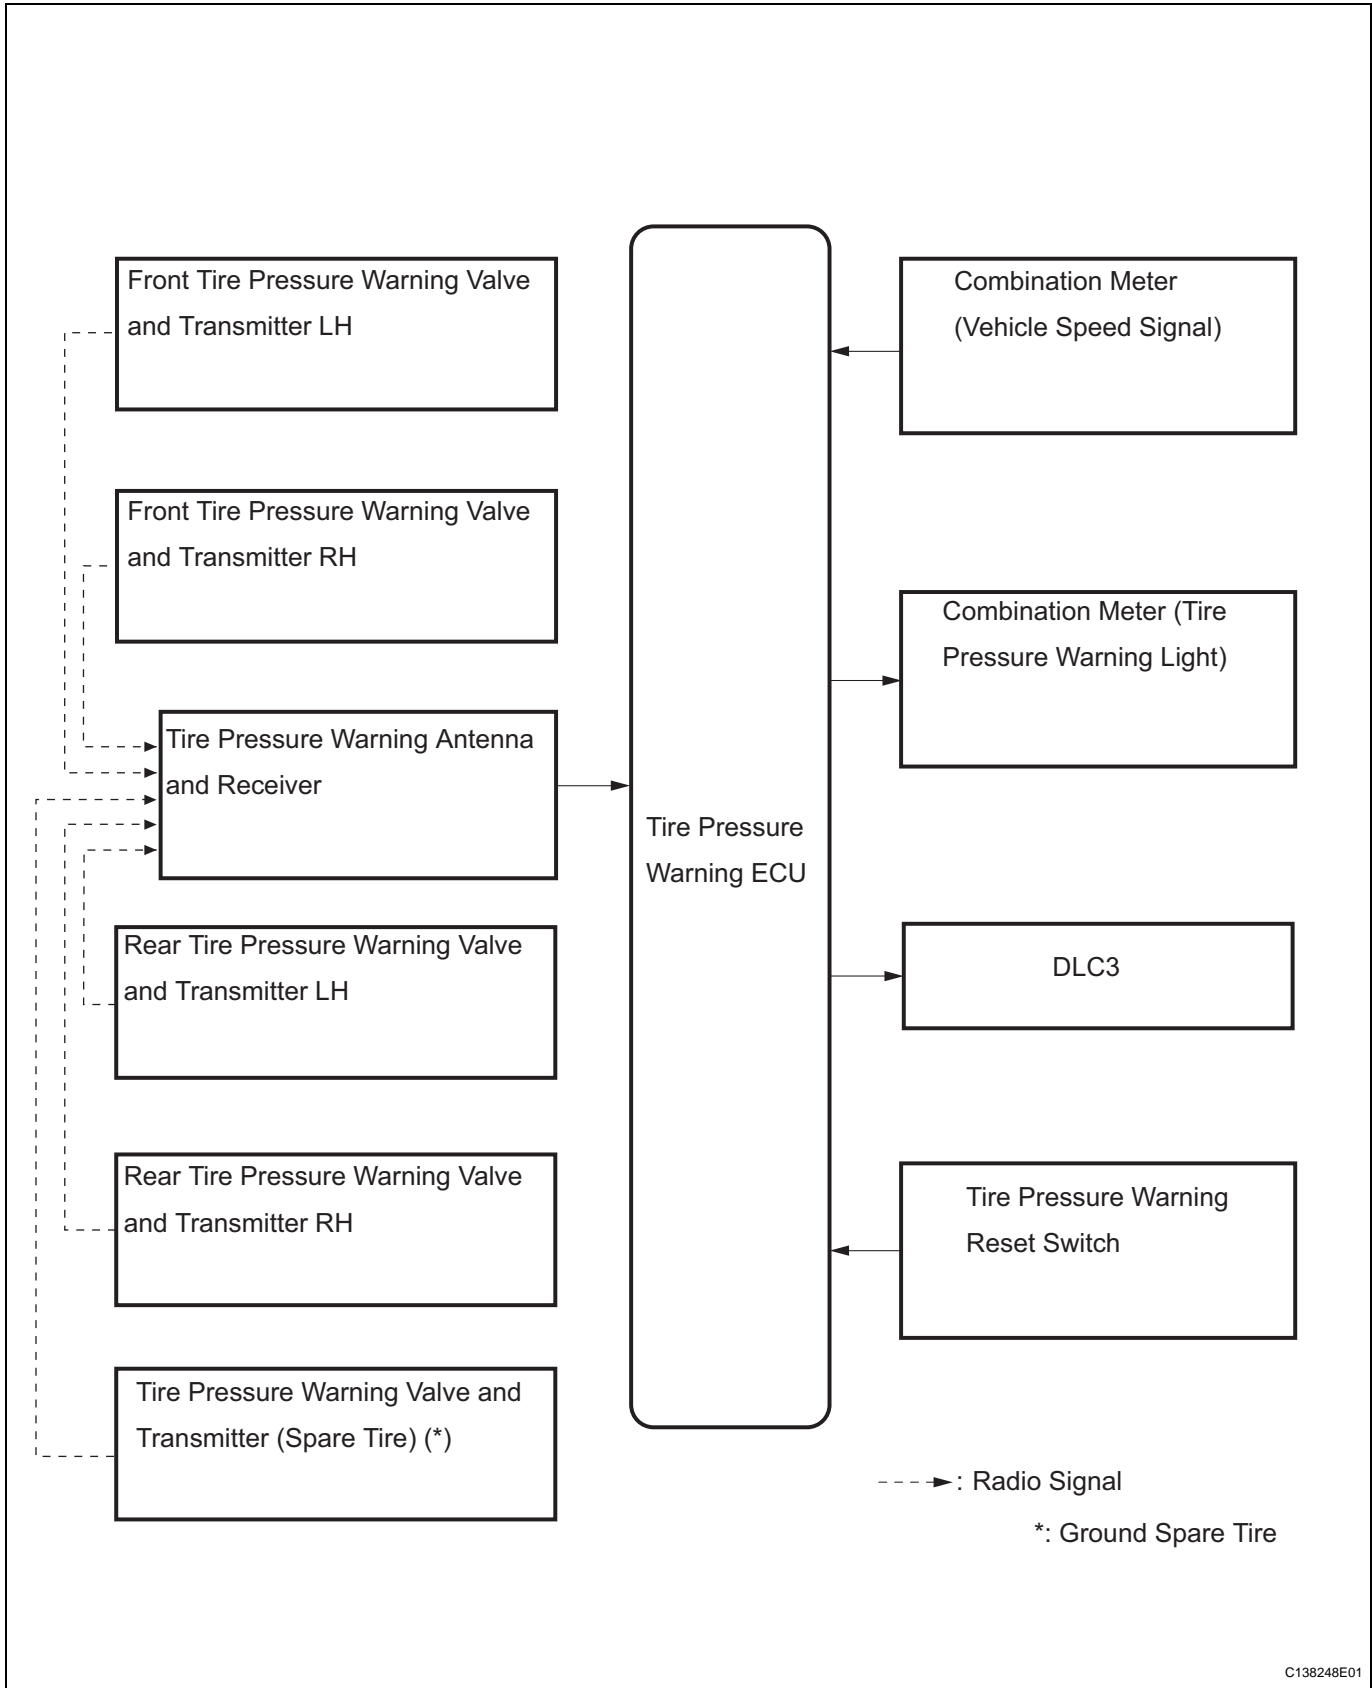 Front Tire Pressure Warning Valve
and Transmitter LH
Front Tire Pressure Warning Valve
and Transmitter RH
Tire Pressure Warning Antenna
and Receiver
Rear Tire Pressure Warning Valve
and Transmitter LH
Rear Tire Pressure Warning Valve
and Transmitter RH
Tire Pressure Warning Valve and
Transmitter (Spare Tire) (*)
Tire Pressure
Warning ECU
Combination Meter
(Vehicle Speed Signal)
Combination Meter (Tire
Pressure Warning Light)
DLC3
Tire Pressure Warning
Reset Switch
: Radio Signal
*: Ground Spare Tire
C138248E01